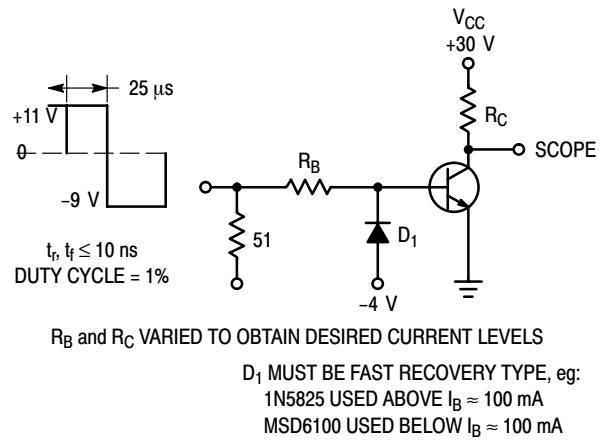 V_CC
+30 V
25 μs
+11 V
R_C
0
R_B
SCOPE
−9 V
51
D_1
−4 V
t_r, t_f ≤ 10 ns
DUTY CYCLE = 1%
R_B and R_C VARIED TO OBTAIN DESIRED CURRENT LEVELS
D_1 MUST BE FAST RECOVERY TYPE, eg:
1N5825 USED ABOVE I_B ≈ 100 mA
MSD6100 USED BELOW I_B ≈ 100 mA